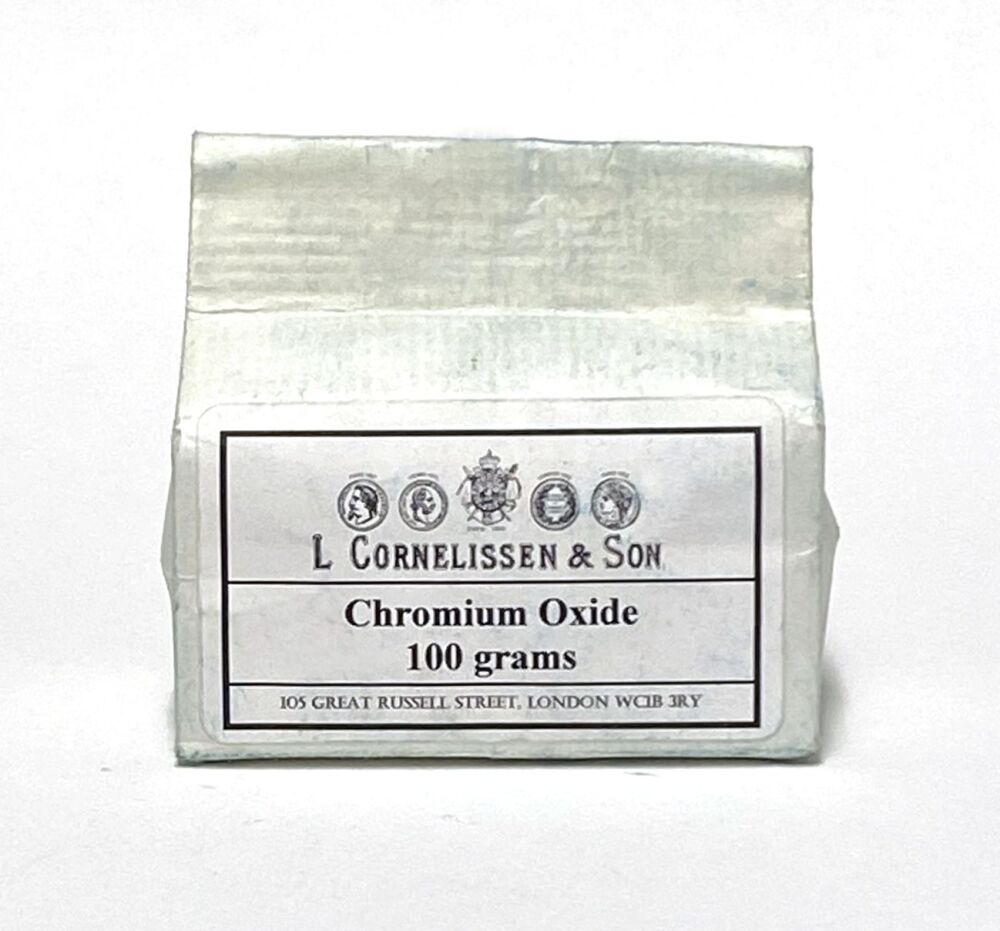 L CORNELISSEN & SON
Chromium Oxide
100 grams
105 GREAT RUSSELL STREET, LONDON WC1B 3RY